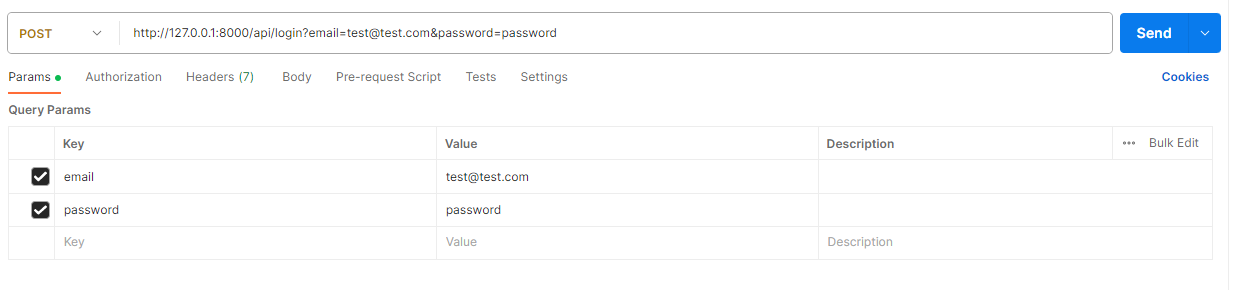 POST http://127.0.0.1:8000/api/login?email=test@test.com&password=password Send
Params Authorization Headers (7) Body Pre-request Script Tests Settings Cookies
Query Params
Key Value Description Bulk Edit
email test@test.com
password password
Key Value Description